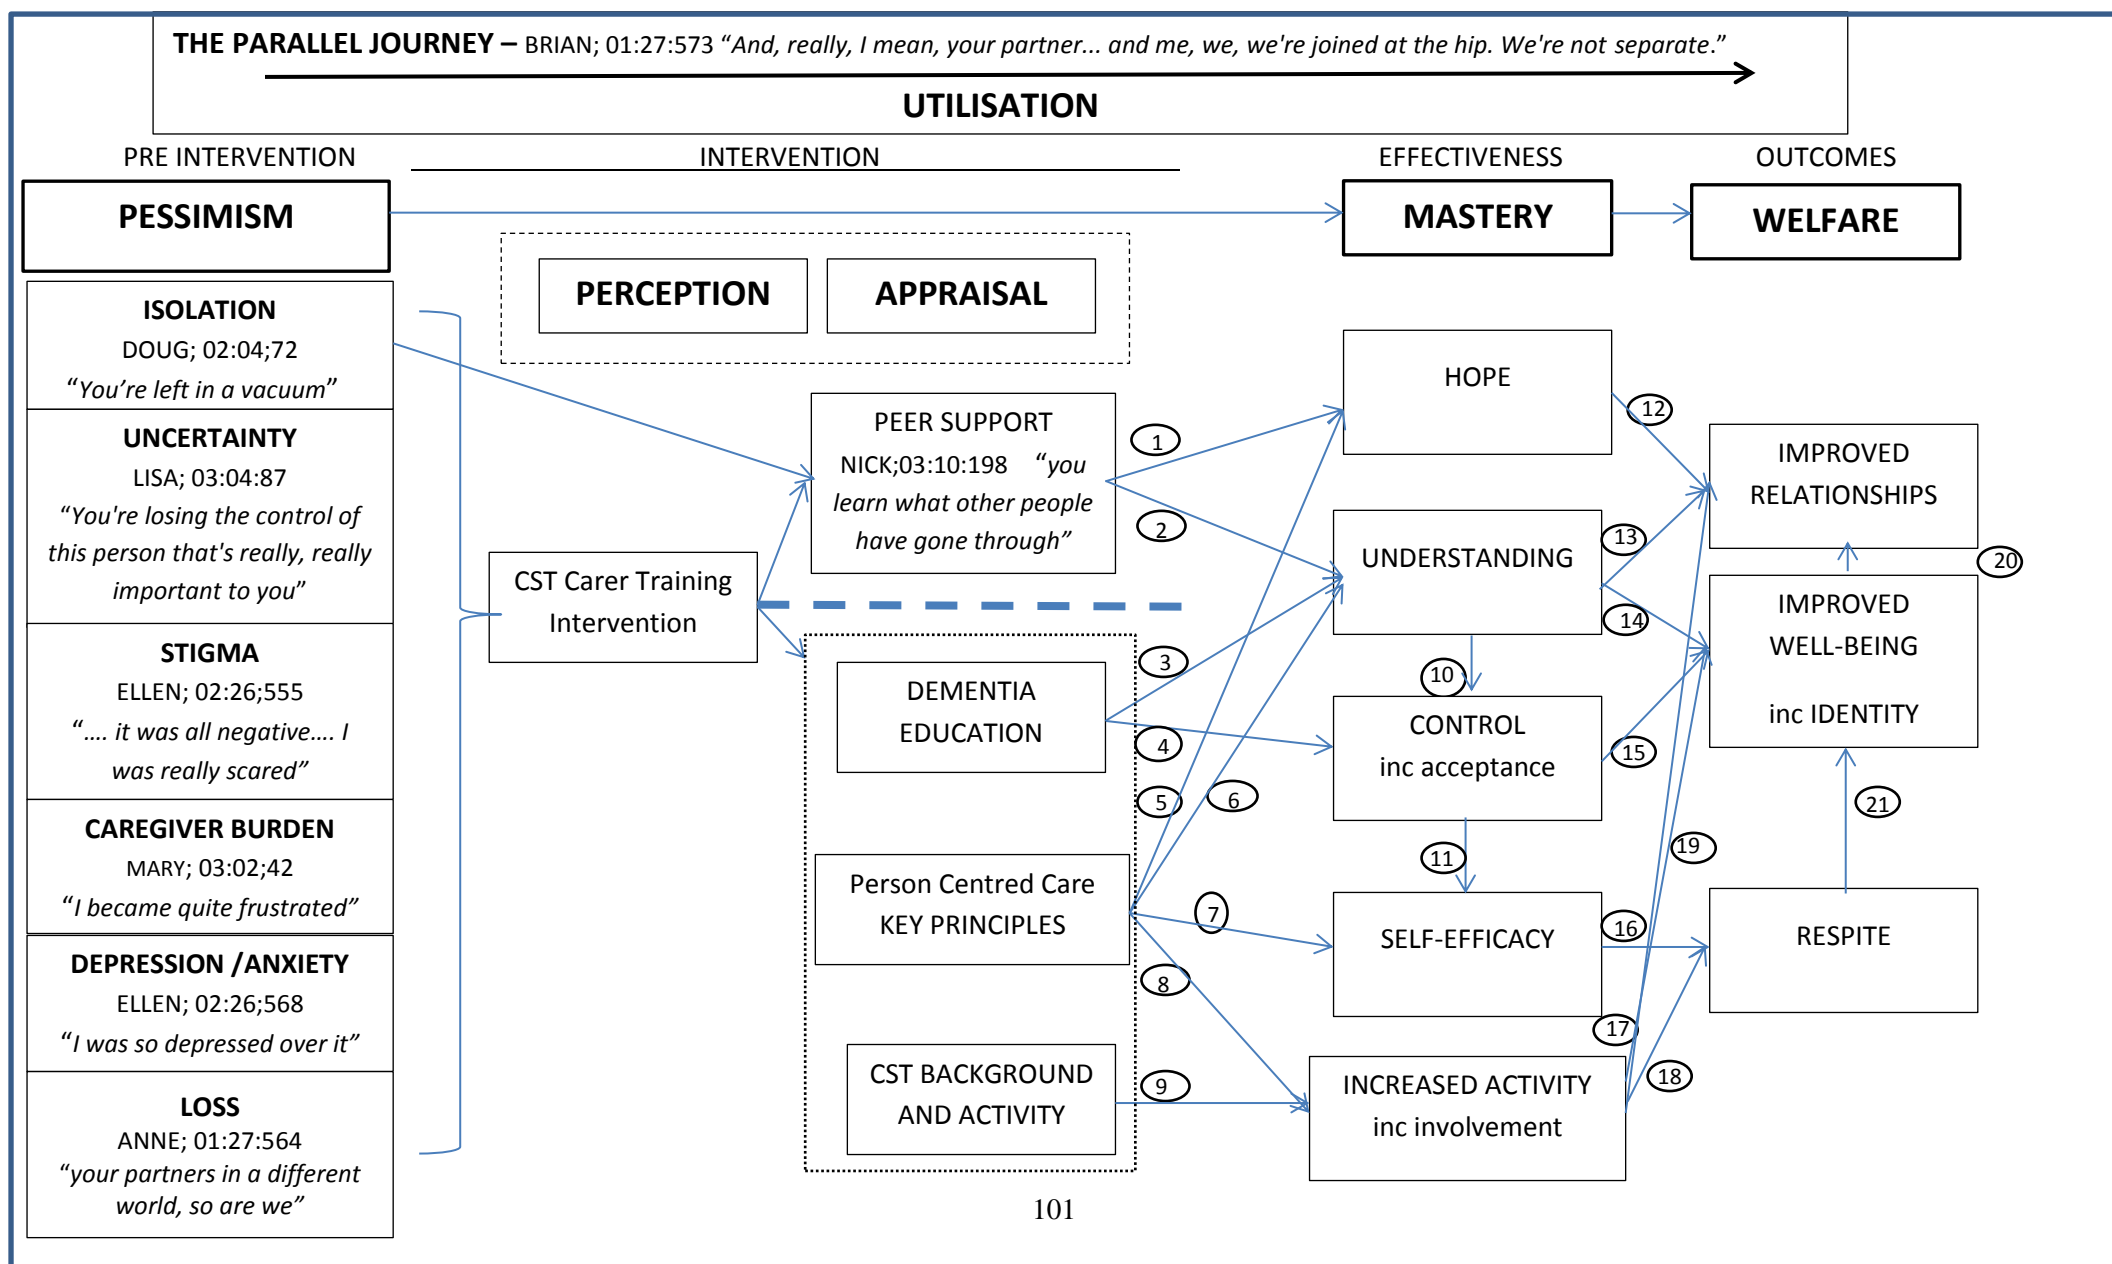 THE PARALLEL JOURNEY – BRIAN; 01:27:573 “And, really, I mean, your partner... and me, we, we're joined at the hip. We're not separate.”
UTILISATION
PRE INTERVENTION
INTERVENTION
EFFECTIVENESS
OUTCOMES
PESSIMISM
MASTERY
WELFARE
PERCEPTION
APPRAISAL
ISOLATION
DOUG; 02:04;72
“You’re left in a vacuum”
UNCERTAINTY
LISA; 03:04:87
“You're losing the control of
this person that's really, really
important to you”
STIGMA
ELLEN; 02:26;555
“.... it was all negative.... I
was really scared”
CAREGIVER BURDEN
MARY; 03:02;42
“I became quite frustrated”
DEPRESSION /ANXIETY
ELLEN; 02:26;568
“I was so depressed over it”
LOSS
ANNE; 01:27:564
“your partners in a different
world, so are we”
CST Carer Training
Intervention
PEER SUPPORT
NICK;03:10:198 “you
learn what other people
have gone through”
DEMENTIA
EDUCATION
Person Centred Care
KEY PRINCIPLES
CST BACKGROUND
AND ACTIVITY
1
2
3
4
5
6
7
8
9
HOPE
UNDERSTANDING
10
CONTROL
inc acceptance
11
SELF-EFFICACY
INCREASED ACTIVITY
inc involvement
12
13
14
15
16
17
18
19
IMPROVED
RELATIONSHIPS
20
IMPROVED
WELL-BEING
inc IDENTITY
21
RESPITE
101